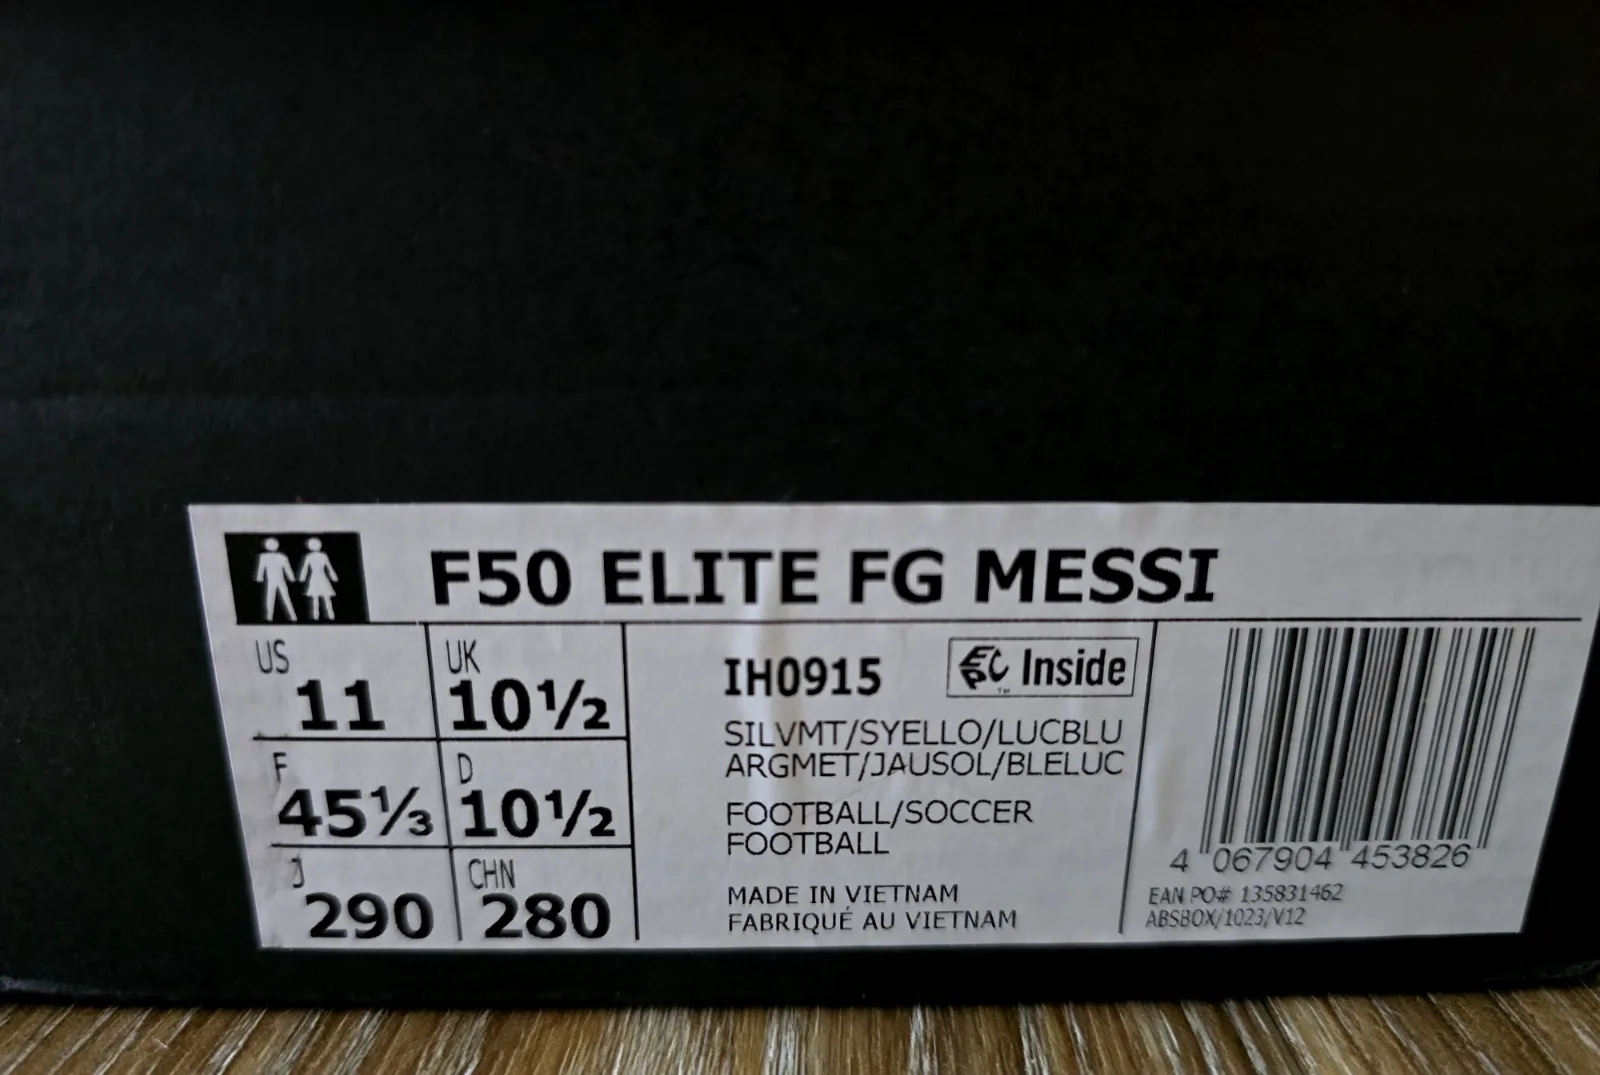 F50 ELITE FG MESSI
US 11
UK 10½
F 45⅓
D 10½
J 290
CHN 280
IH0915
EPC Inside
™
SILVMT/SYELLO/LUCBLU
ARGMET/JAUSOL/BLELUC
FOOTBALL/SOCCER
FOOTBALL
MADE IN VIETNAM
FABRIQUÉ AU VIETNAM
4 067904 453826
EAN PO# 135831462
ABSBOX/1023/V12